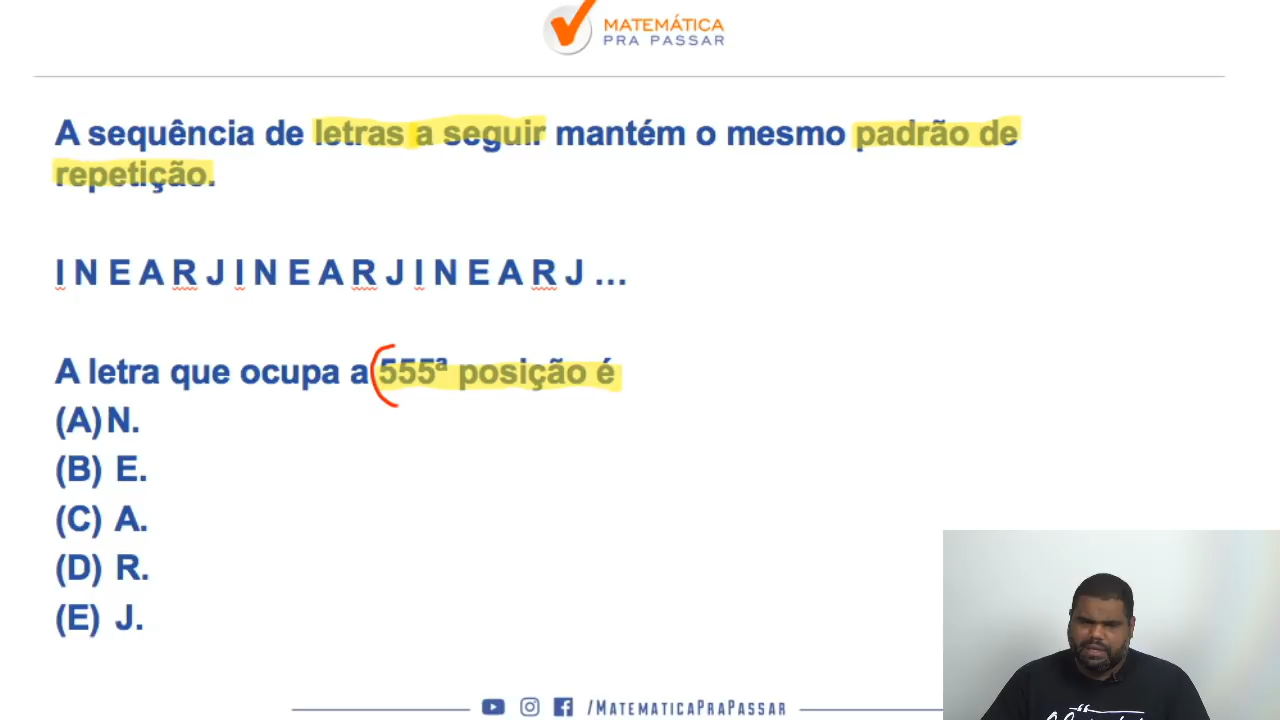 MATEMÁTICA
PRA PASSAR
A sequência de letras a seguir mantém o mesmo padrão de
repetição.
I N E A R J I N E A R J I N E A R J ...
A letra que ocupa a 555ª posição é
(A) N.
(B) E.
(C) A.
(D) R.
(E) J.
/MATEMATICAPRAPASSAR